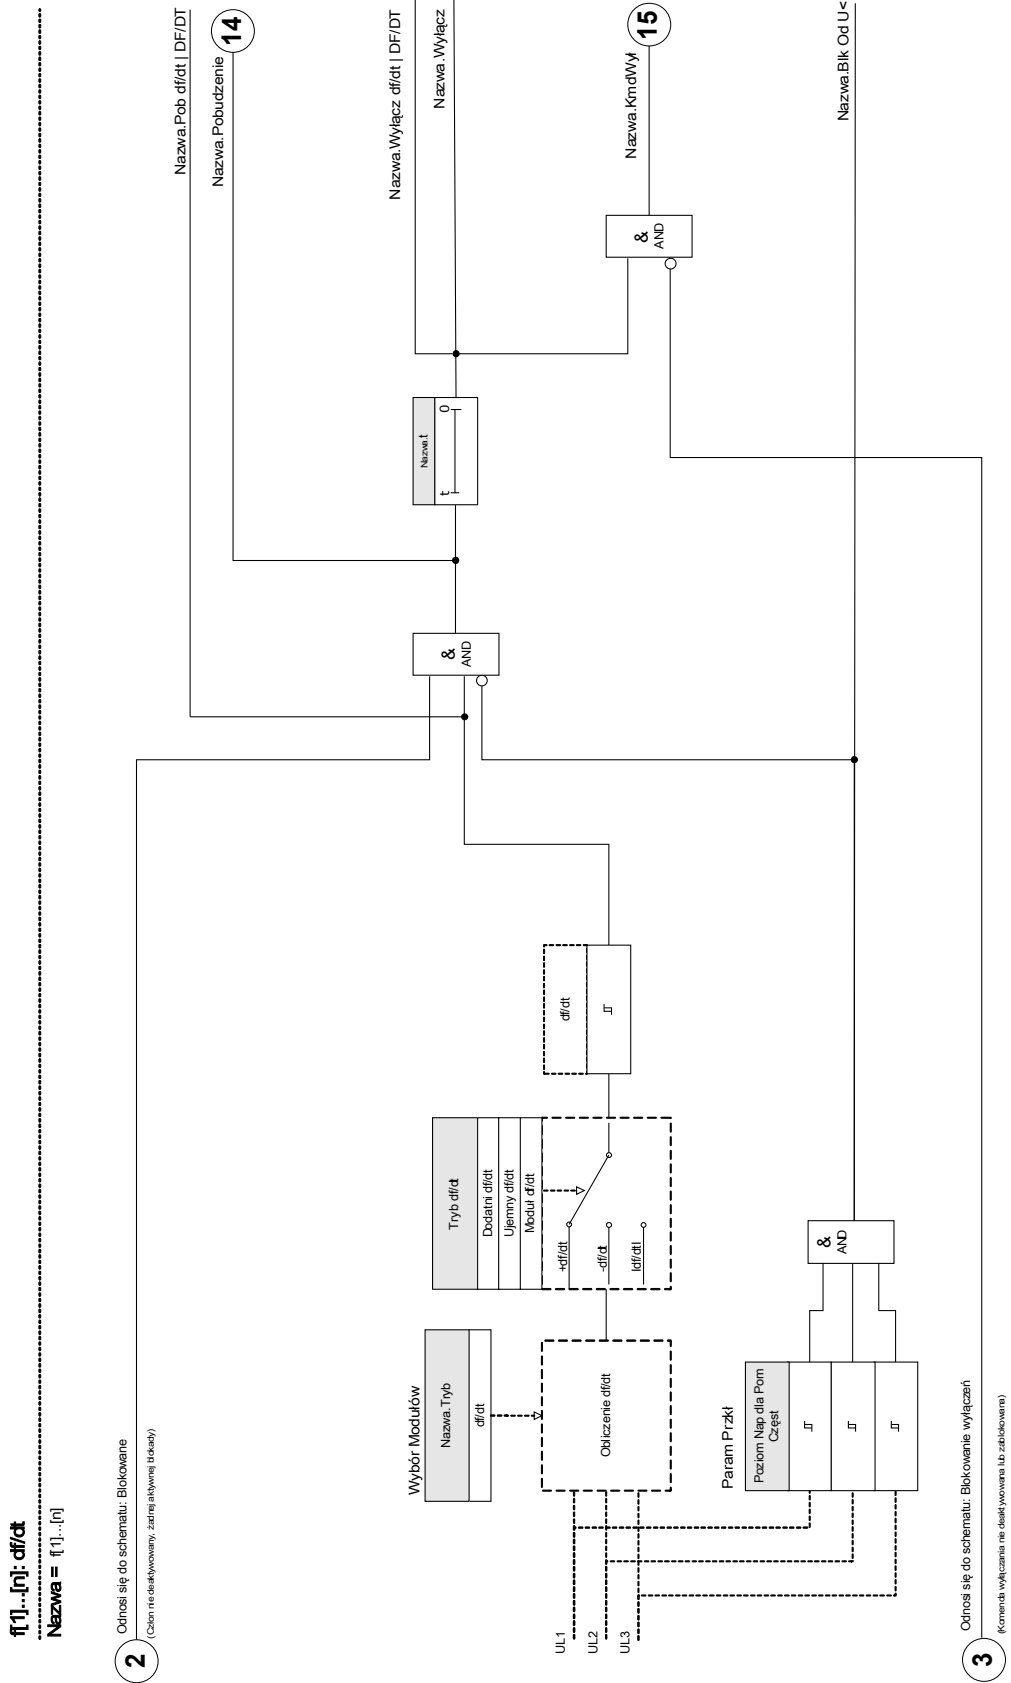 f[1]...[n]: df/dt
Nazwa = f[1]...[n]
2
Odnosi się do schematu: Blokowane
(Człon nie deaktywowany, żadnej aktywnej blokady)
Nazwa.Pob df/dt | DF/DT
Nazwa.Pobudzenie
14
Nazwa.Wyłącz df/dt | DF/DT
Nazwa.Wyłącz
Nazwa.KmdWył
15
Nazwa.Blk Od U<
&
AND
Nazwa.t
t
0
&
AND
Wybór Modułów
Nazwa.Tryb
df/dt
Obliczenie df/dt
Tryb df/dt
Dodatni df/dt
Ujemny df/dt
Moduł df/dt
+df/dt
-df/dt
|df/dt|
df/dt
UL1
UL2
UL3
Param Przkł
Poziom Nap dla Pom
Częst
&
AND
3
Odnosi się do schematu: Blokowanie wyłączeń
(Komenda wyłączania nie deaktywowana lub zablokowana)